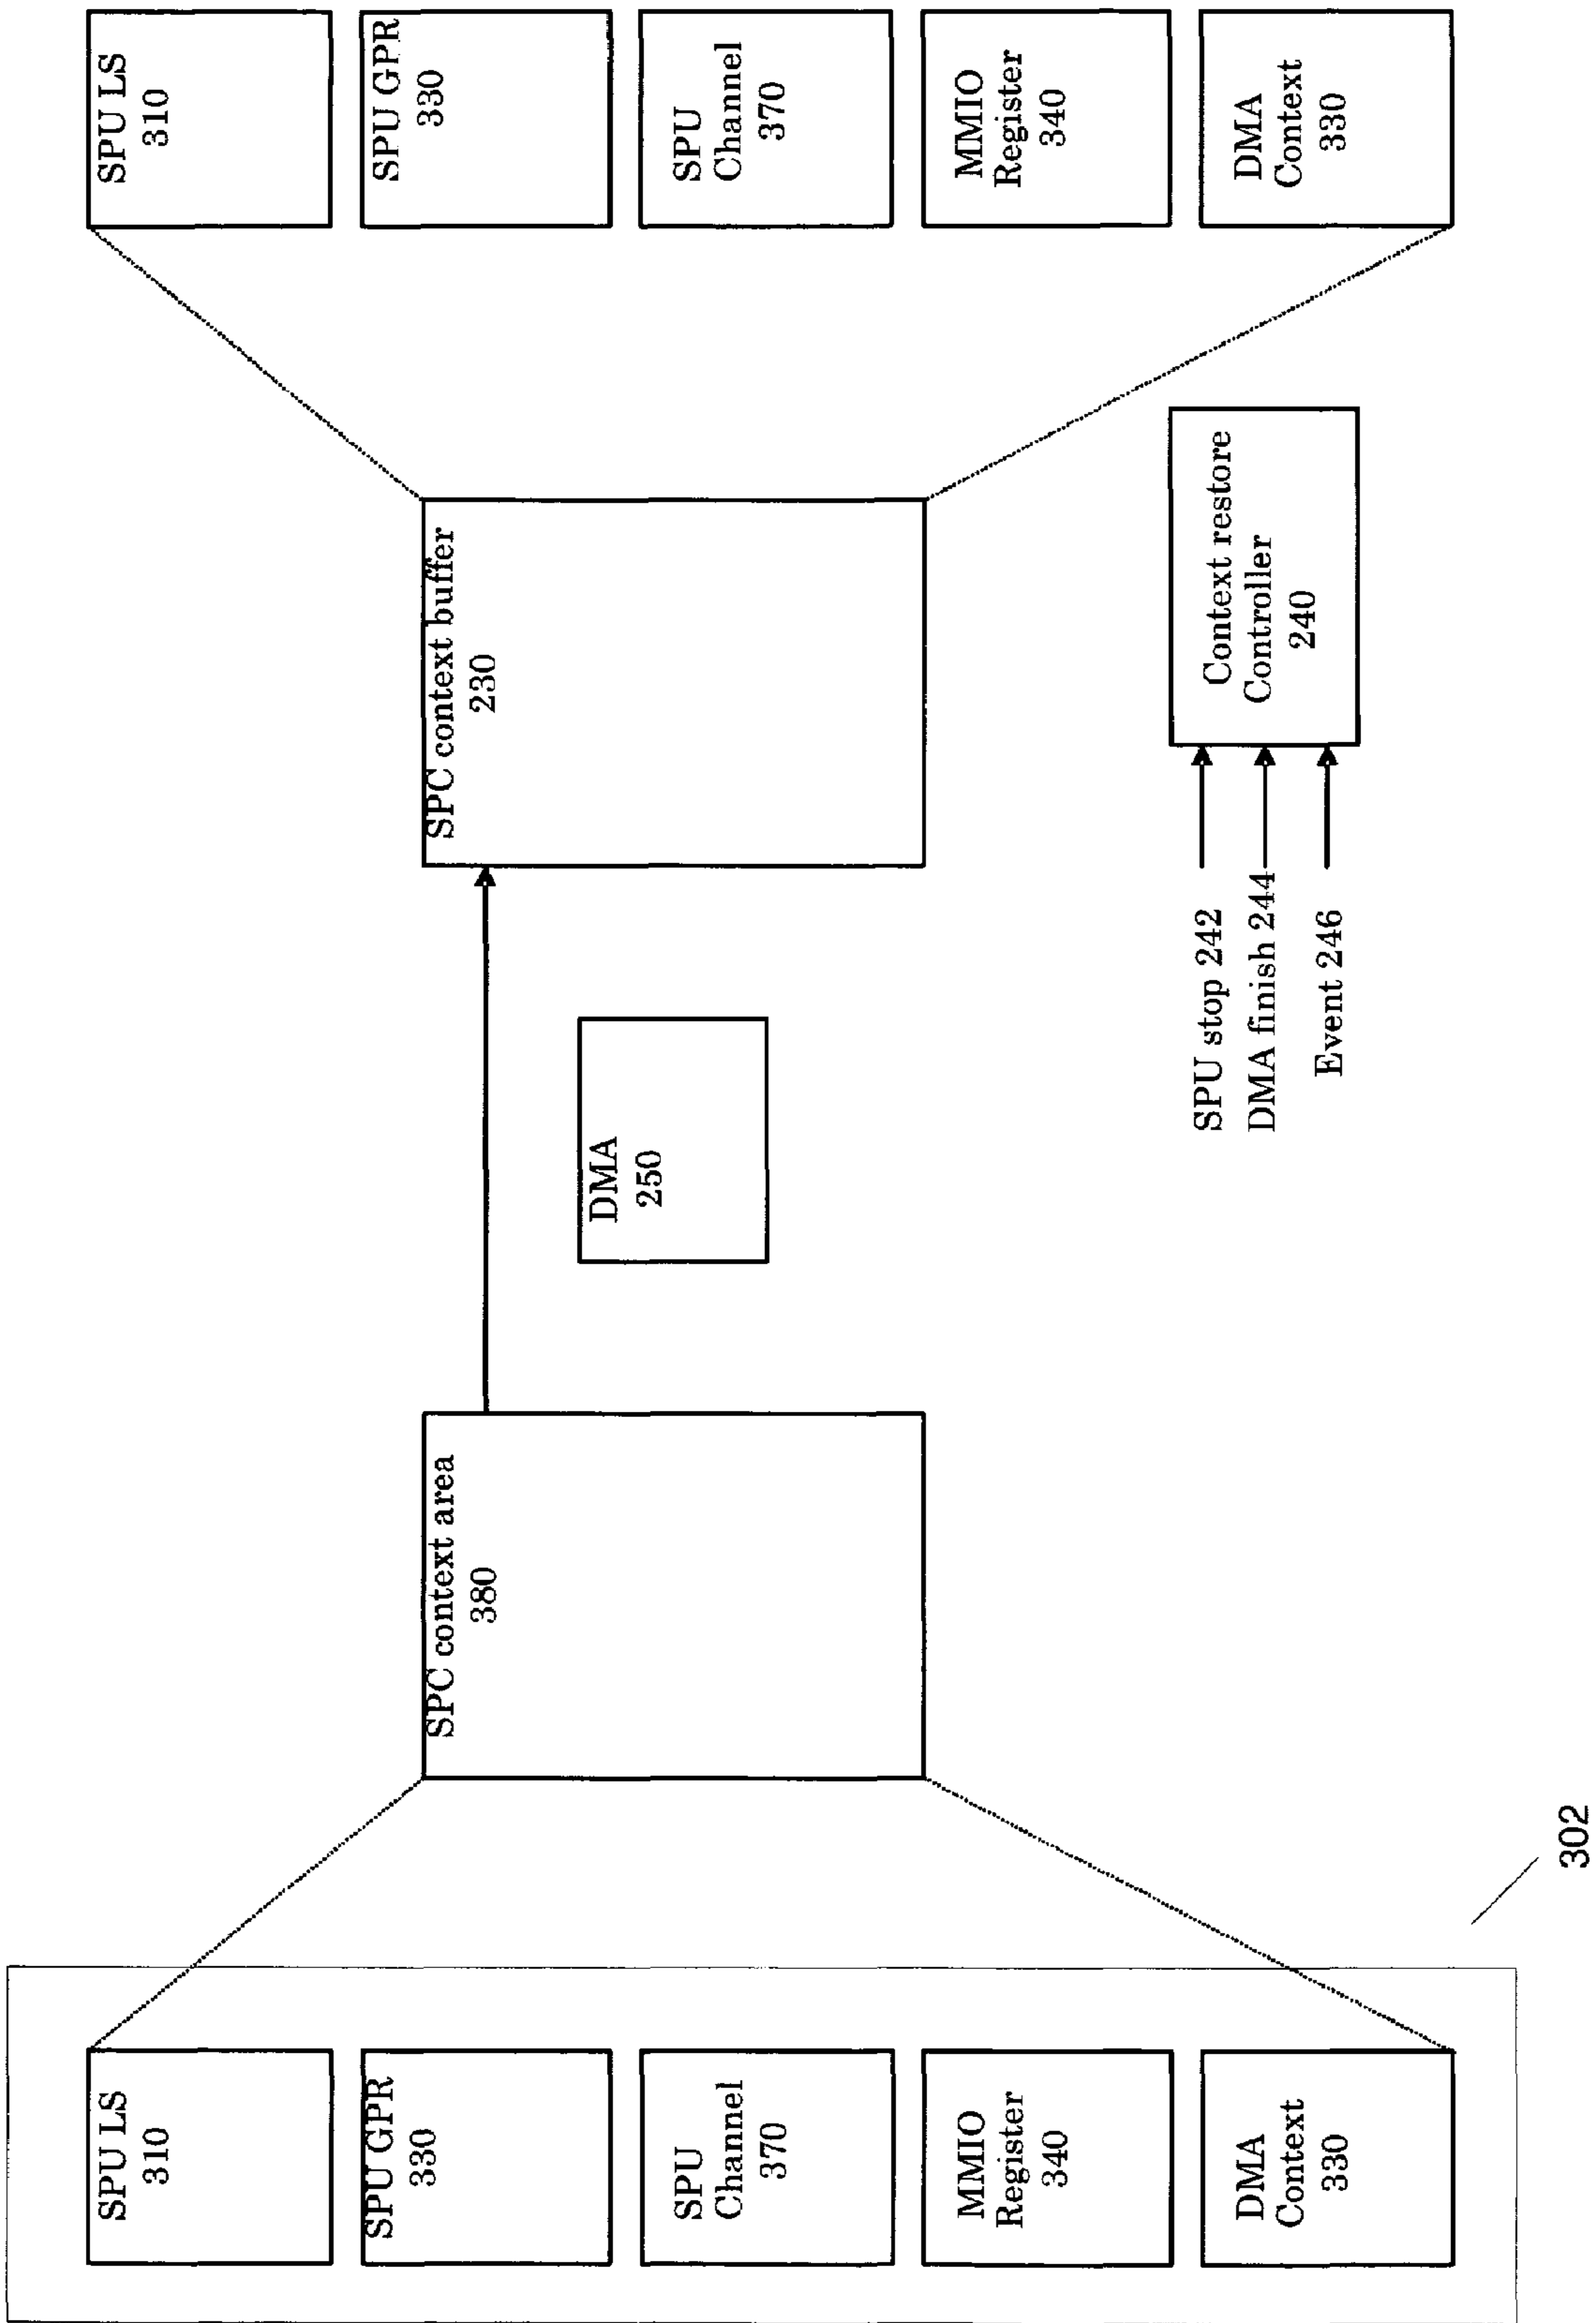 SPU LS
310
SPU GPR
330
SPU
Channel
370
MMIO
Register
340
DMA
Context
330
302
SPC context area
380
DMA
250
SPC context buffer
230
SPU stop 242
DMA finish 244
Event 246
Context restore
Controller
240
SPU LS
310
SPU GPR
330
SPU
Channel
370
MMIO
Register
340
DMA
Context
330